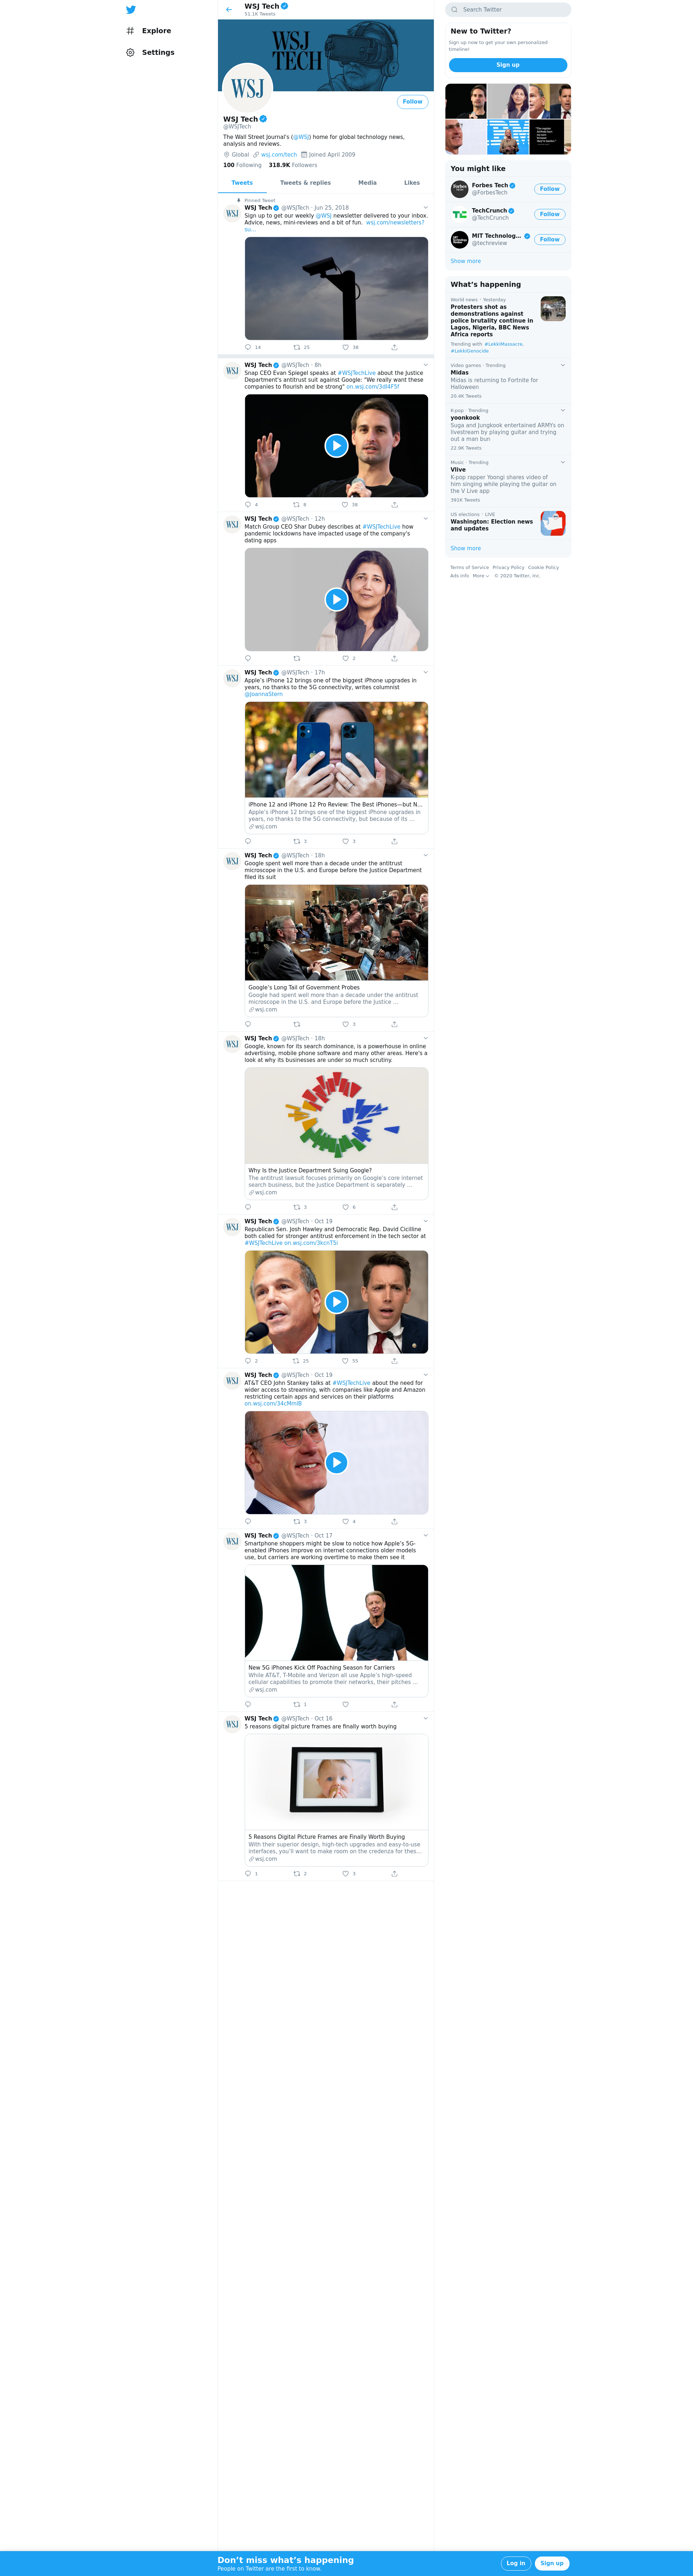 Explore
Settings
WSJ Tech
51.1K Tweets
WSJ
TECH
WSJ
Follow
WSJ Tech
@WSJTech
The Wall Street Journal's (@WSJ) home for global technology news,
analysis and reviews.
Global wsj.com/tech Joined April 2009
100 Following 318.9K Followers
Tweets Tweets & replies Media Likes
Pinned Tweet
WSJ Tech @WSJTech · Jun 25, 2018
Sign up to get our weekly @WSJ newsletter delivered to your inbox.
Advice, news, mini-reviews and a bit of fun. wsj.com/newsletters?
su...
14 25 30
WSJ Tech @WSJTech · 8h
Snap CEO Evan Spiegel speaks at #WSJTechLive about the Justice
Department's antitrust suit against Google: "We really want these
companies to flourish and be strong"
4 8 38
WSJ Tech @WSJTech · 12h
Match Group CEO Shar Dubey describes at #WSJTechLive how
pandemic lockdowns have impacted usage of the company's
dating apps
2
WSJ Tech @WSJTech · 17h
Apple's iPhone 12 brings one of the biggest iPhone upgrades in
years, no thanks to the 5G connectivity, writes columnist
@JoannaStern
iPhone 12 and iPhone 12 Pro Review: The Best iPhones—but N...
Apple's iPhone 12 brings one of the biggest iPhone upgrades in
years, no thanks to the 5G connectivity, but because of its ...
wsj.com
3 3
WSJ Tech @WSJTech · 18h
Google spent well more than a decade under the antitrust
microscope in the U.S. and Europe before the Justice Department
filed its suit
Google's Long Tail of Government Probes
Google had spent well more than a decade under the antitrust
microscope in the U.S. and Europe before the Justice ...
wsj.com
3
WSJ Tech @WSJTech · 18h
Google, known for its search dominance, is a powerhouse in online
advertising, mobile phone software and many other areas. Here's a
look at why its businesses are under so much scrutiny.
Why Is the Justice Department Suing Google?
The antitrust lawsuit focuses primarily on Google's core internet
search business, but the Justice Department is separately ...
wsj.com
3 6
WSJ Tech @WSJTech · Oct 19
Republican Sen. Josh Hawley and Democratic Rep. David Cicilline
both called for stronger antitrust enforcement in the tech sector at
#WSJTechLive on.wsj.com/3kcnT5i
2 25 55
WSJ Tech @WSJTech · Oct 19
AT&T CEO John Stankey talks at #WSJTechLive about the need for
wider access to streaming, with companies like Apple and Amazon
restricting certain apps and services on their platforms
3 4
WSJ Tech @WSJTech · Oct 17
Smartphone shoppers might be slow to notice how Apple's 5G-
enabled iPhones improve on internet connections older models
use, but carriers are working overtime to make them see it
New 5G iPhones Kick Off Poaching Season for Carriers
While AT&T, T-Mobile and Verizon all use Apple's high-speed
cellular capabilities to promote their networks, their pitches ...
wsj.com
1
WSJ Tech @WSJTech · Oct 16
5 reasons digital picture frames are finally worth buying
5 Reasons Digital Picture Frames are Finally Worth Buying
With their superior design, high-tech upgrades and easy-to-use
interfaces, you'll want to make room on the credenza for thes...
wsj.com
1 2 3
Search Twitter
New to Twitter?
Sign up now to get your own personalized
timeline!
Sign up
You might like
Forbes Tech
@ForbesTech
Follow
TechCrunch
@TechCrunch
Follow
MIT Technolog...
@techreview
Follow
Show more
What's happening
World news · Yesterday
Protesters shot as
demonstrations against
police brutality continue in
Lagos, Nigeria, BBC News
Africa reports
Trending with #LekkiMassacre,
#LekkiGenocide
Video games · Trending
Midas
Midas is returning to Fortnite for
Halloween
20.4K Tweets
K-pop · Trending
yoonkook
Suga and Jungkook entertained ARMYs on
livestream by playing guitar and trying
out a man bun
22.9K Tweets
Music · Trending
Vlive
K-pop rapper Yoongi shares video of
him singing while playing the guitar on
the V Live app
391K Tweets
US elections · LIVE
Washington: Election news
and updates
Show more
Terms of Service Privacy Policy Cookie Policy
Ads info More © 2020 Twitter, Inc.
Don't miss what's happening
People on Twitter are the first to know.
Log in Sign up